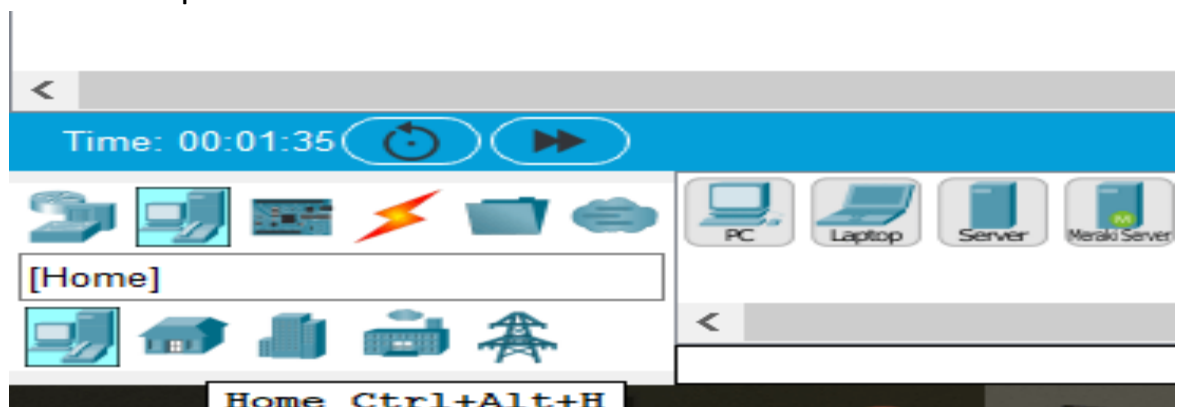 Time: 00:01:35
PC Laptop Server Meraki Server
[Home]
Home Ctrl+Alt+H